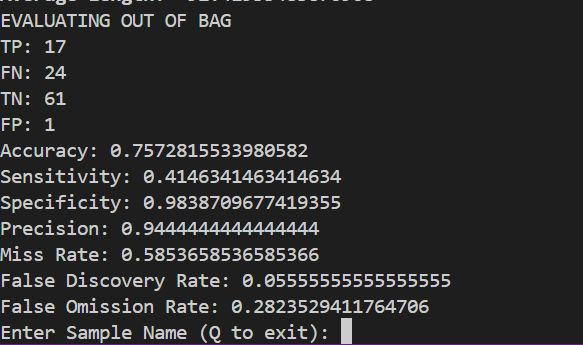 EVALUATING OUT OF BAG
TP: 17
FN: 24
TN: 61
FP: 1
Accuracy: 0.7572815533980582
Sensitivity: 0.4146341463414634
Specificity: 0.9838709677419355
Precision: 0.9444444444444444
Miss Rate: 0.5853658536585366
False Discovery Rate: 0.05555555555555555
False Omission Rate: 0.2823529411764706
Enter Sample Name (Q to exit):